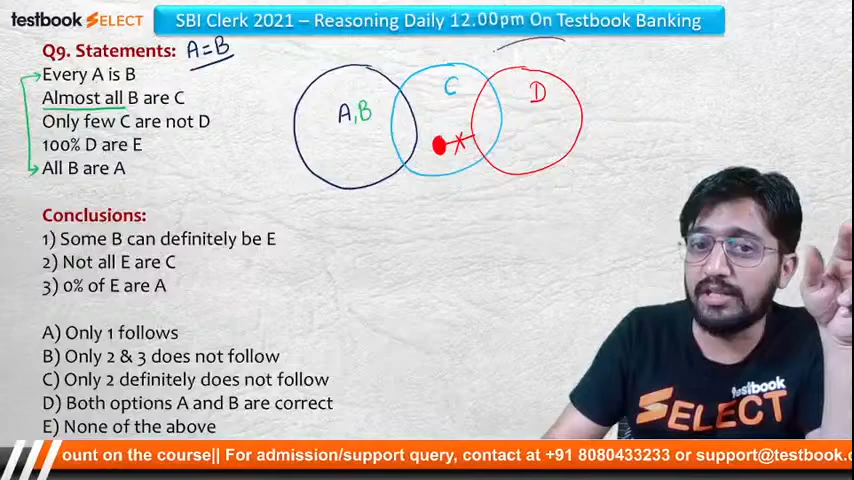 testbook SELECT
SBI Clerk 2021 – Reasoning Daily 12.00pm On Testbook Banking
Q9. Statements: A=B
Every A is B
Almost all B are C
Only few C are not D
100% D are E
All B are A
A,B
C
D
Conclusions:
1) Some B can definitely be E
2) Not all E are C
3) 0% of E are A
A) Only 1 follows
B) Only 2 & 3 does not follow
C) Only 2 definitely does not follow
D) Both options A and B are correct
E) None of the above
testbook
SELECT
ount on the course|| For admission/support query, contact at +91 8080433233 or support@testbook.